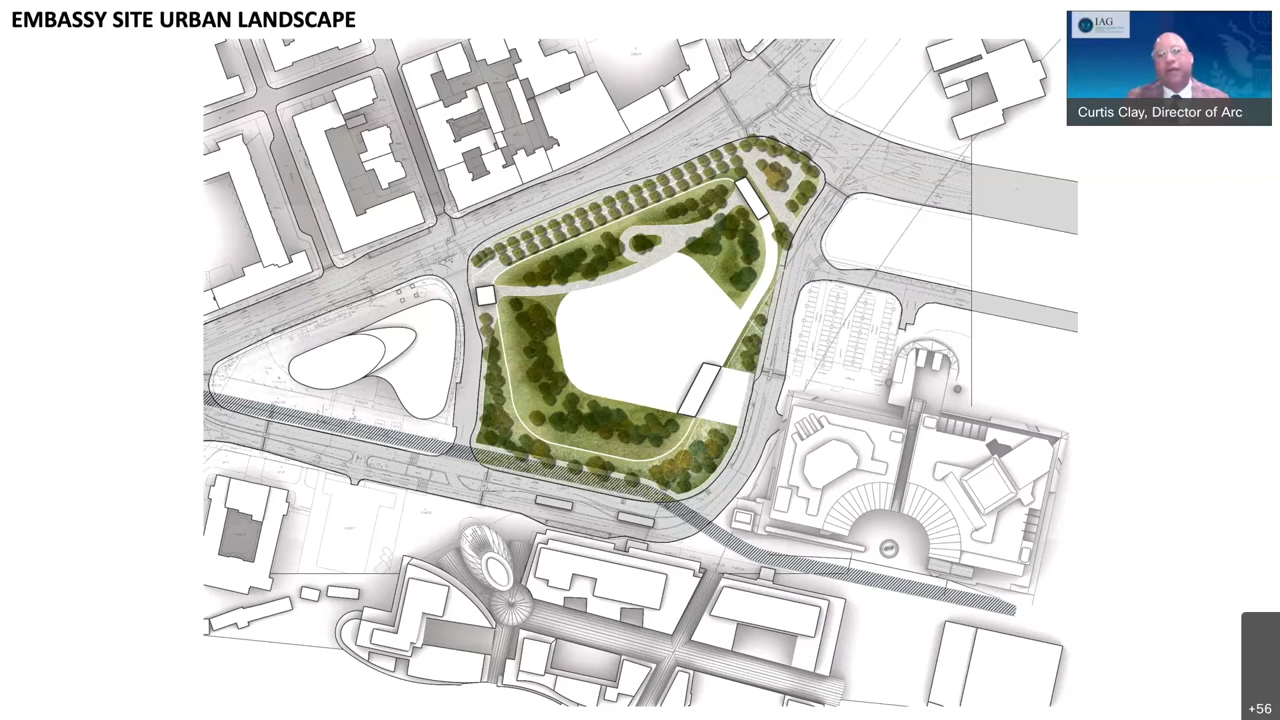 EMBASSY SITE URBAN LANDSCAPE
IAG
Curtis Clay, Director of Arc
+56